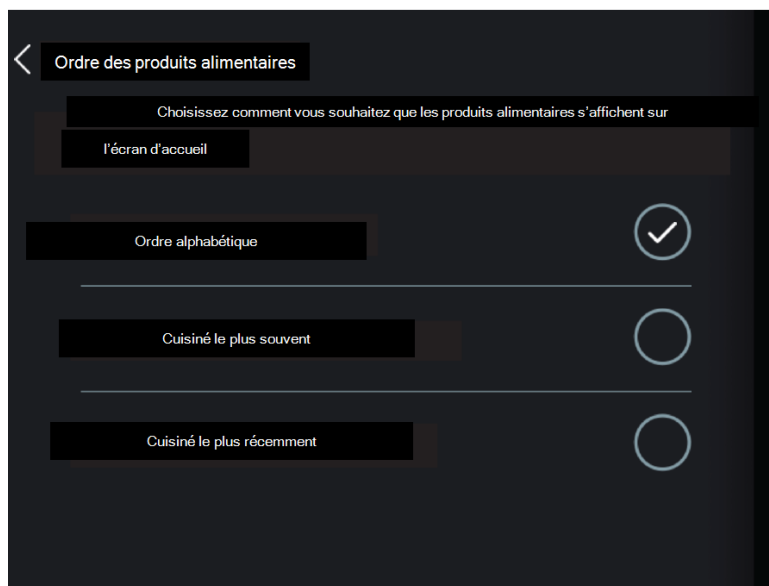 Ordre des produits alimentaires
Choisissez comment vous souhaitez que les produits alimentaires s'affichent sur
l'écran d'accueil
Ordre alphabétique
Cuisiné le plus souvent
Cuisiné le plus récemment